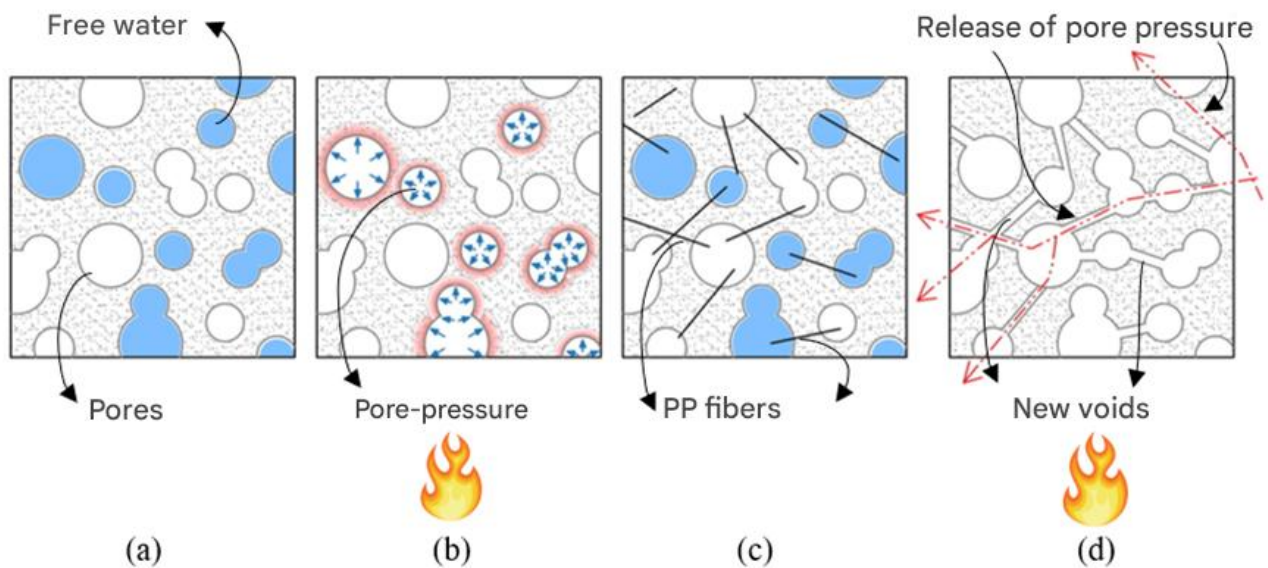 Free water
Release of pore pressure
Pores
Pore-pressure
PP fibers
New voids
(a)
(b)
(c)
(d)